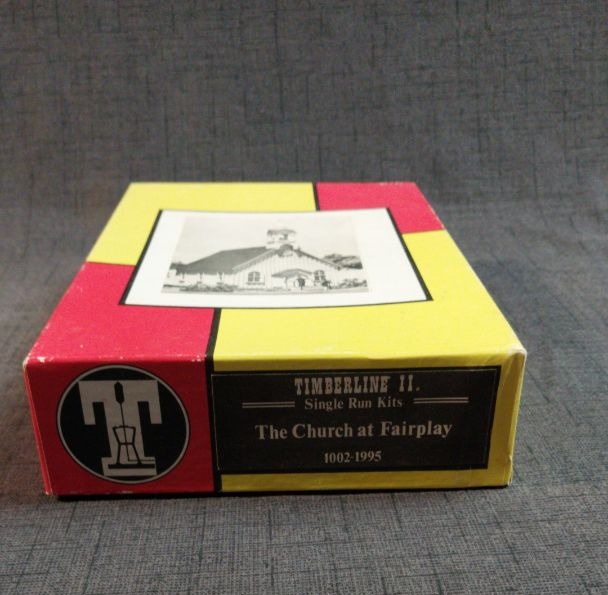 T
TIMBERLINE II.
Single Run Kits
The Church at Fairplay
1002-1995